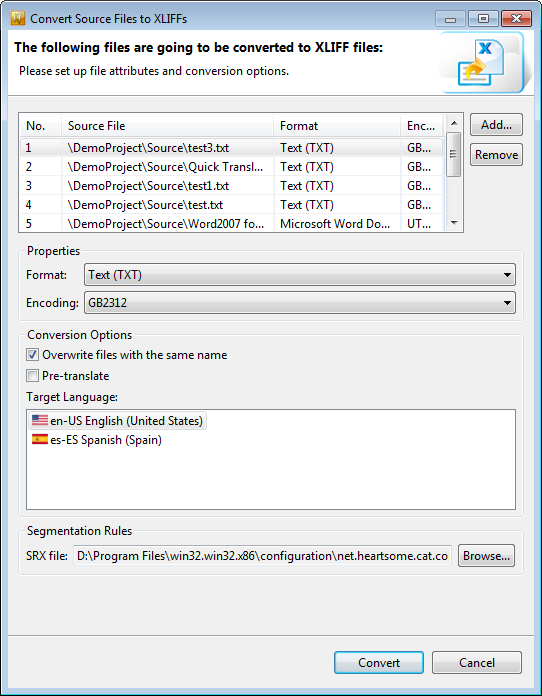 Convert Source Files to XLIFFs
The following files are going to be converted to XLIFF files:
Please set up file attributes and conversion options.
No. Source File Format Enc...
1 \DemoProject\Source\test3.txt Text (TXT) GB...
2 \DemoProject\Source\Quick Transl... Text (TXT) GB...
3 \DemoProject\Source\test1.txt Text (TXT) GB...
4 \DemoProject\Source\test.txt Text (TXT) GB...
5 \DemoProject\Source\Word2007 fo... Microsoft Word Do... UT...
Add...
Remove
Properties
Format: Text (TXT)
Encoding: GB2312
Conversion Options
Overwrite files with the same name
Pre-translate
Target Language:
en-US English (United States)
es-ES Spanish (Spain)
Segmentation Rules
SRX file: D:\Program Files\win32.win32.x86\configuration\net.heartsome.cat.co Browse...
Convert Cancel